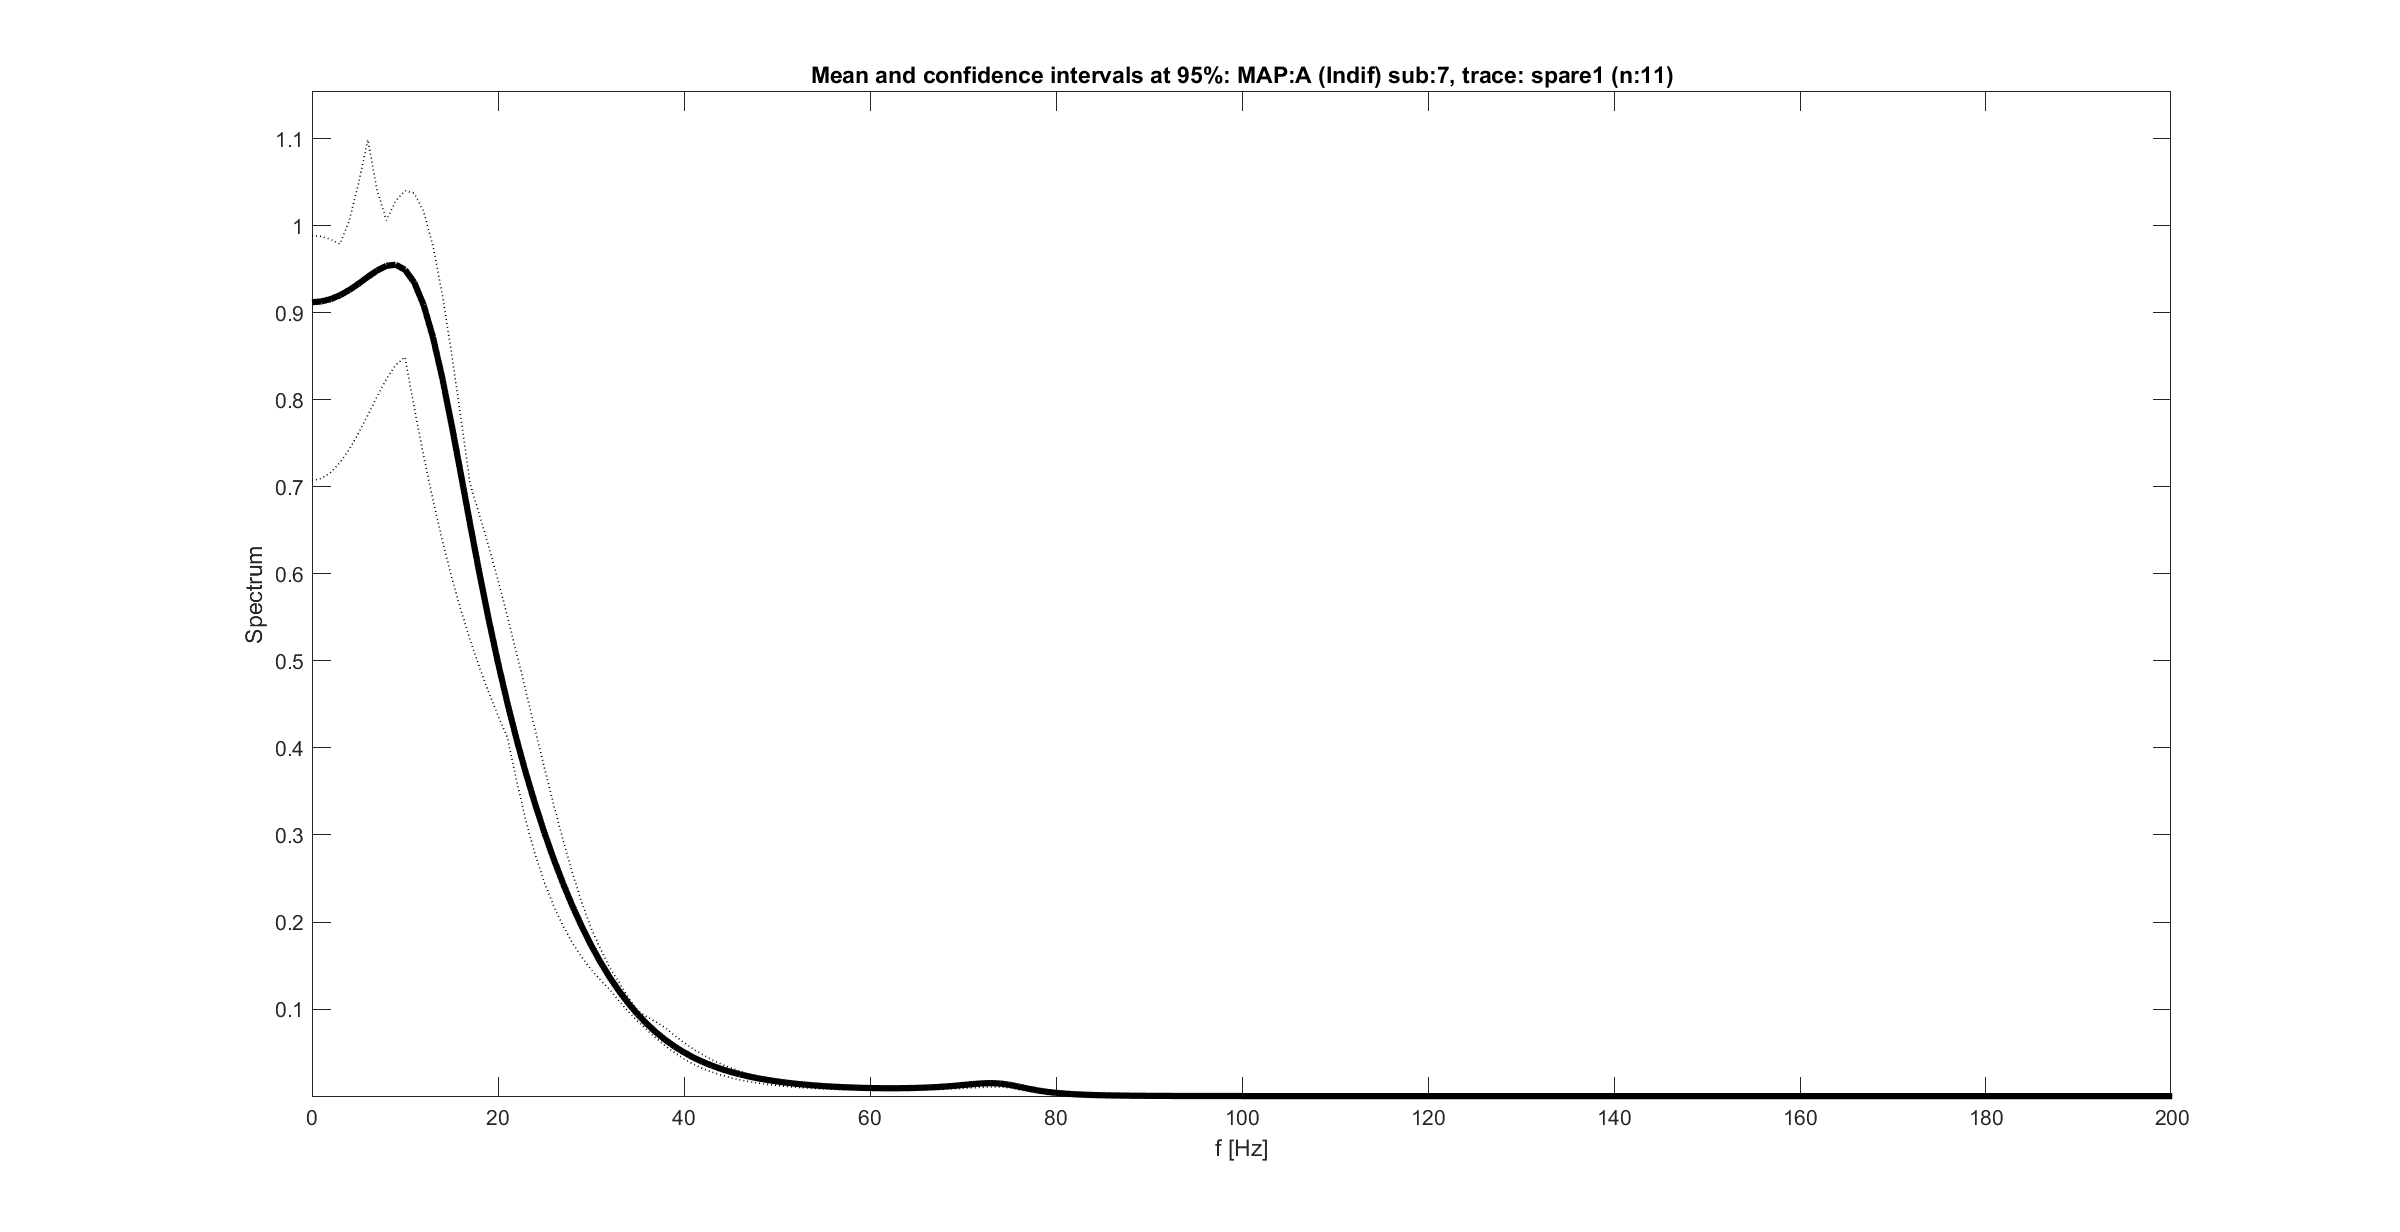 Mean and confidence intervals at 95%: MAP:A (Indif) sub:7, trace: spare1 (n:11)
1.1
1
0.9
0.8
0.7
0.6
0.5
0.4
0.3
0.2
0.1
Spectrum
0 20 40 60 80 100 120 140 160 180 200
f [Hz]